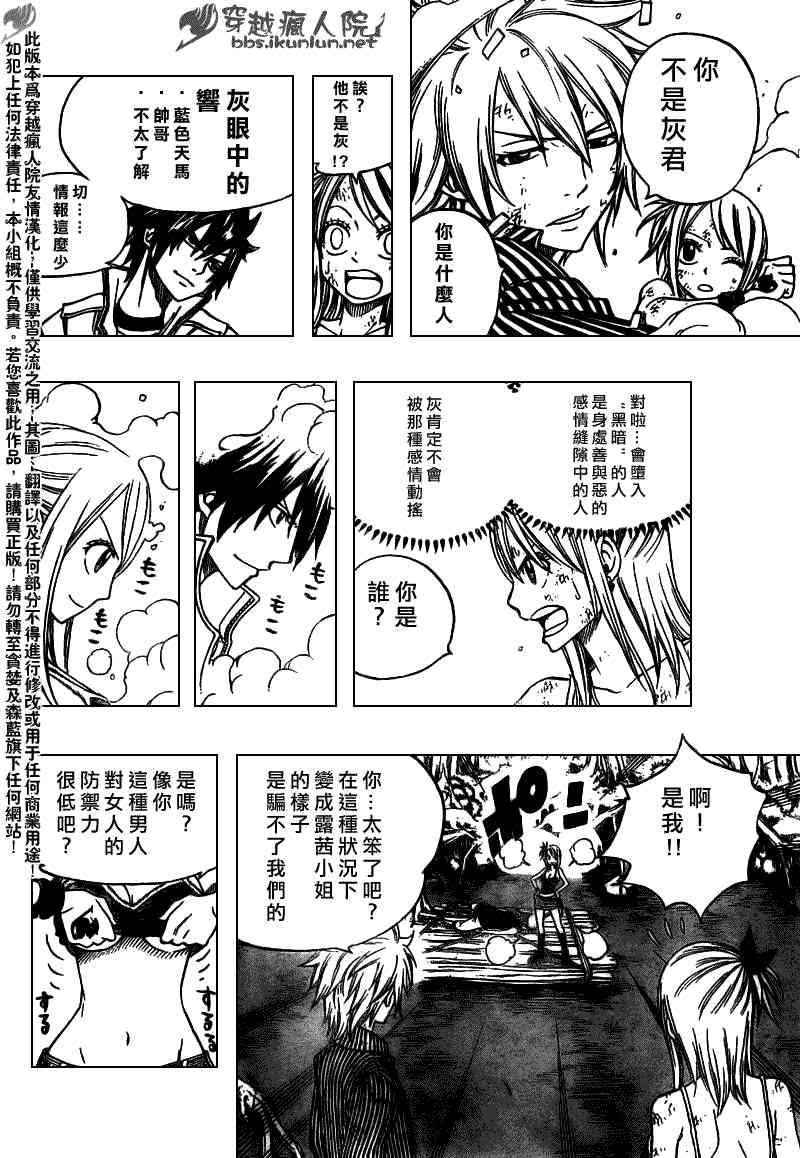 穿越瘋人院
bbs.ikunlun.net
此版本爲穿越瘋人院友情漢化…僅供學習交流之用…其圖、翻譯以及任何部分不得進行修改或用于任何商業用途！
如犯上任何法律責任，本小組概不負責。若您喜歡此作品，請購買正版！請勿轉至貪婪及森藍旗下任何網站！
你
不是灰君
你是什麼人
誒？
他不是灰!?
灰眼中的
響
・藍色天馬
・帥哥
・不太了解
切……
情報這麼少
對啦…會墮入
“黑暗”的人
是身處善與惡的
感情縫隙中的人
灰肯定不會
被那種感情動搖
你是
誰？
もこ
もこ
啊！
是我!!
ポロ!
你…太笨了吧？
在這種狀況下
變成露茜小姐
的樣子
是騙不了我們的
是嗎？
像你
這種男人
對女人的
防禦力
很低吧？
するる
するる